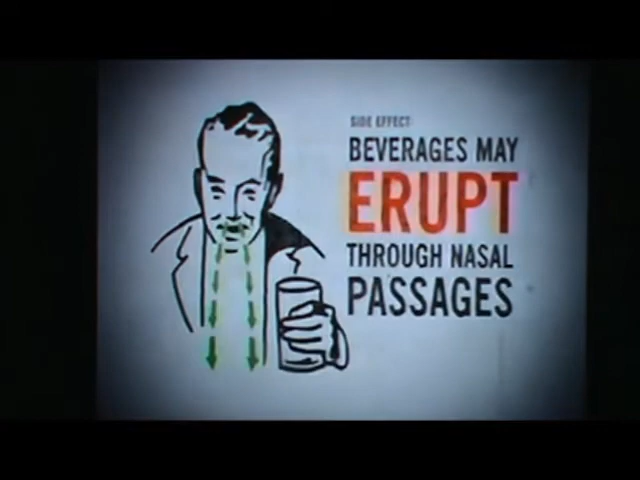 SIDE EFFECT:
BEVERAGES MAY
ERUPT
THROUGH NASAL
PASSAGES